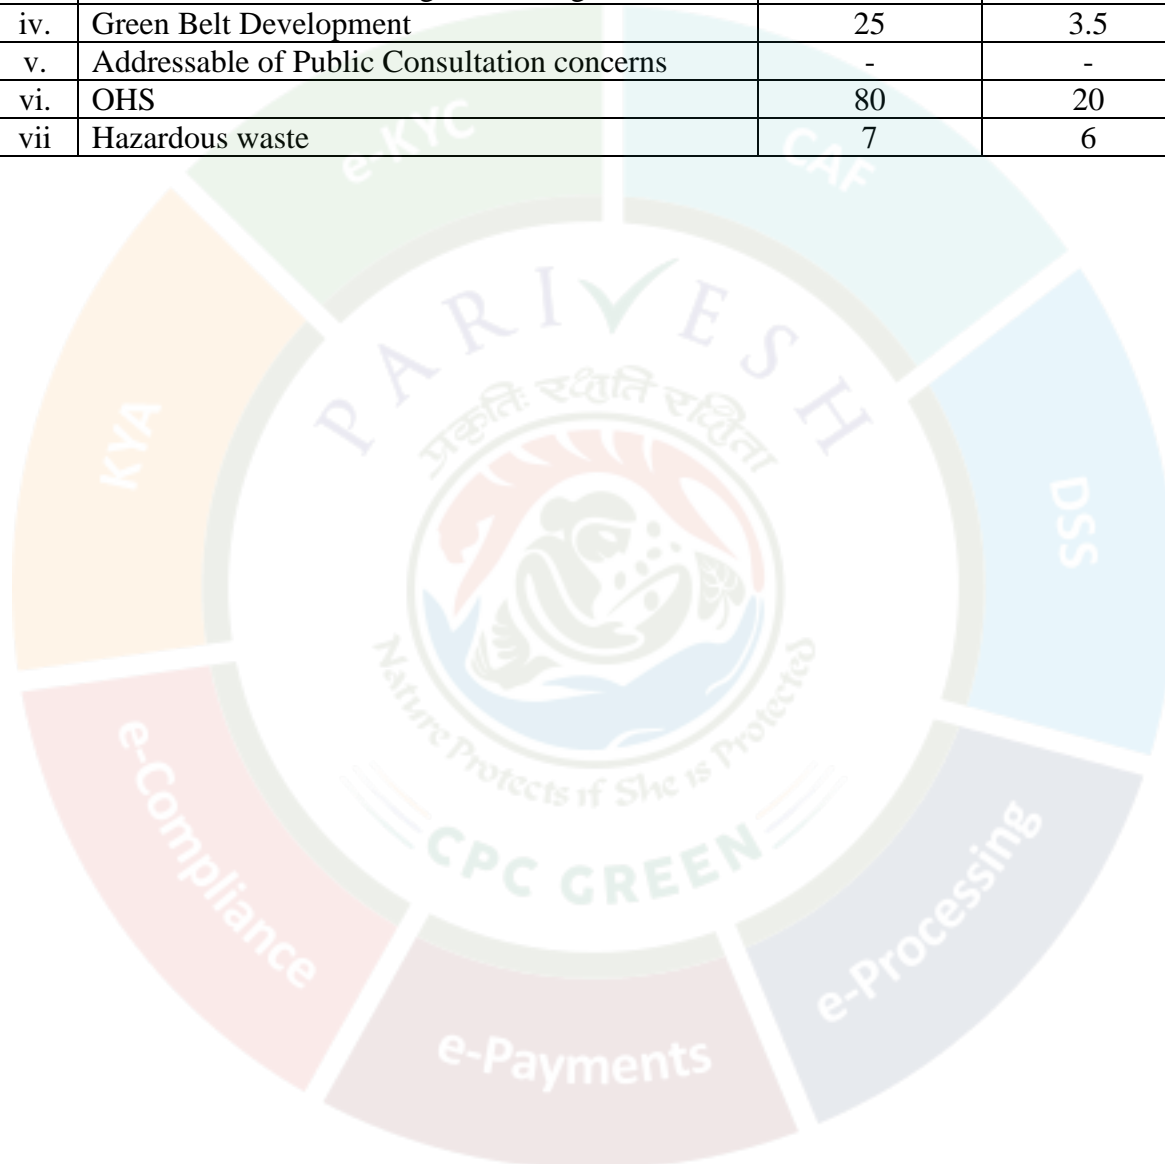 iv. Green Belt Development 25 3.5
v. Addressable of Public Consultation concerns - -
vi. OHS 80 20
vii Hazardous waste 7 6
e-KYC
CAF
KYA
DSS
PARIVESH
प्रकृतिः रक्षति रक्षिता
Nature Protects if She is Protected
CPC GREEN
e-Compliance
e-Processing
e-Payments